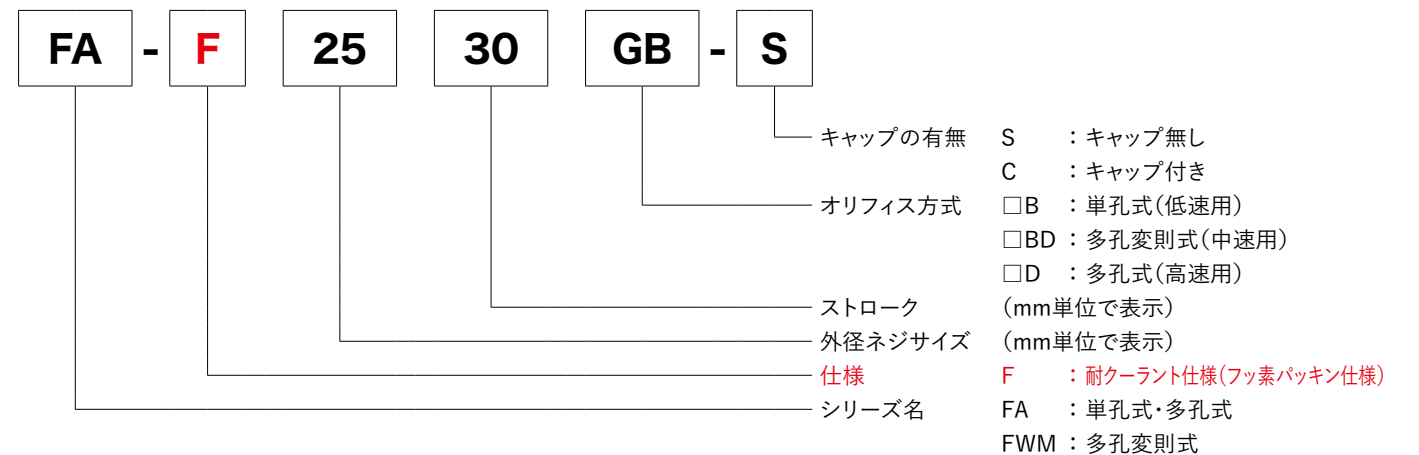 FA - F 25 30 GB - S
キャップの有無 S ：キャップ無し
C ：キャップ付き
オリフィス方式 □B ：単孔式（低速用）
□BD ：多孔変則式（中速用）
□D ：多孔式（高速用）
ストローク （mm単位で表示）
外径ネジサイズ （mm単位で表示）
仕様 F ：耐クーラント仕様（フッ素パッキン仕様）
シリーズ名 FA ：単孔式・多孔式
FWM ：多孔変則式